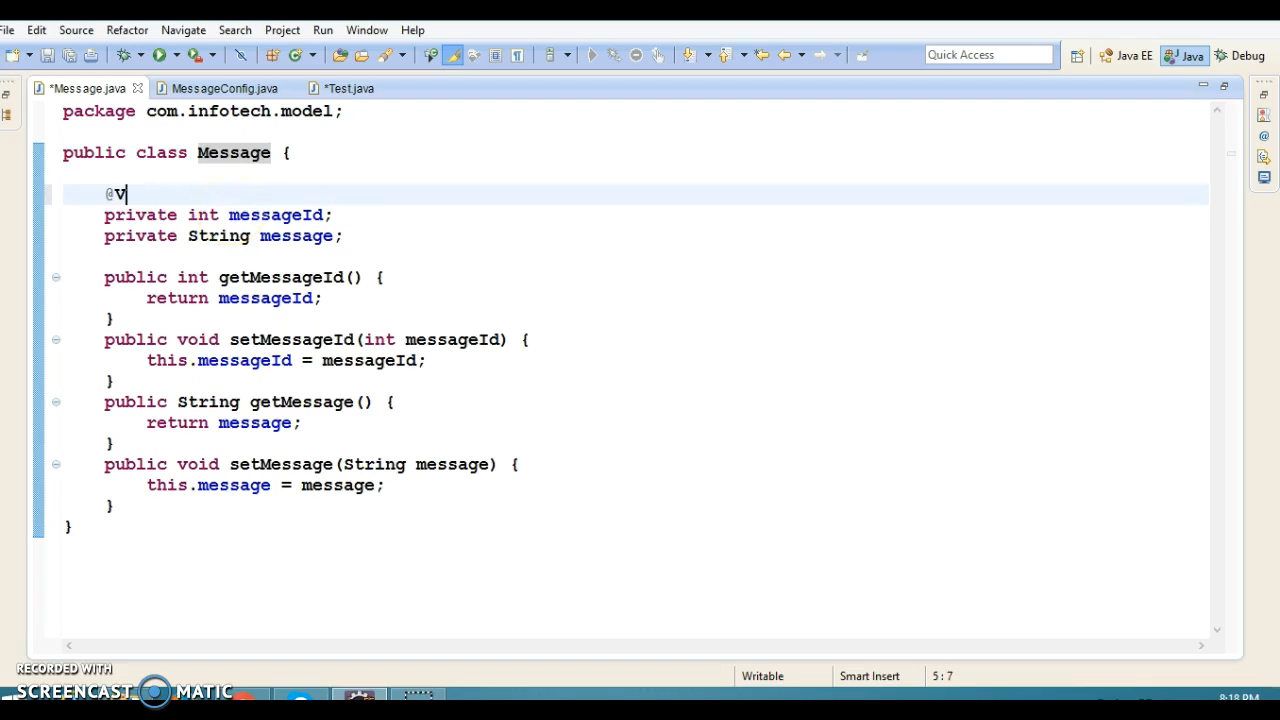 File Edit Source Refactor Navigate Search Project Run Window Help
Quick Access Java EE Java Debug
*Message.java MessageConfig.java *Test.java
package com.infotech.model;
public class Message {
@V
private int messageId;
private String message;
public int getMessageId() {
return messageId;
}
public void setMessageId(int messageId) {
this.messageId = messageId;
}
public String getMessage() {
return message;
}
public void setMessage(String message) {
this.message = message;
}
}
RECORDED WITH
SCREENCAST MATIC
Writable Smart Insert 5 : 7
8:18 PM